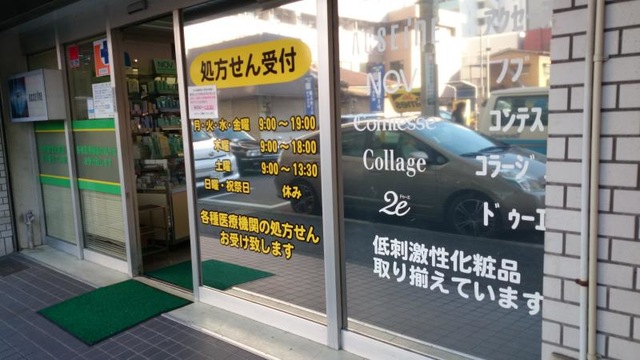 処方せん受付
月・火・水・金曜 9:00〜19:00
木曜 9:00〜18:00
土曜 9:00〜13:30
日曜・祝祭日 休み
各種医療機関の処方せん
お受け致します
NOV
ノブ
Comtesse
コンテス
Collage
コラージ
2e
ドゥーエ
低刺激性化粧品
取り揃えています